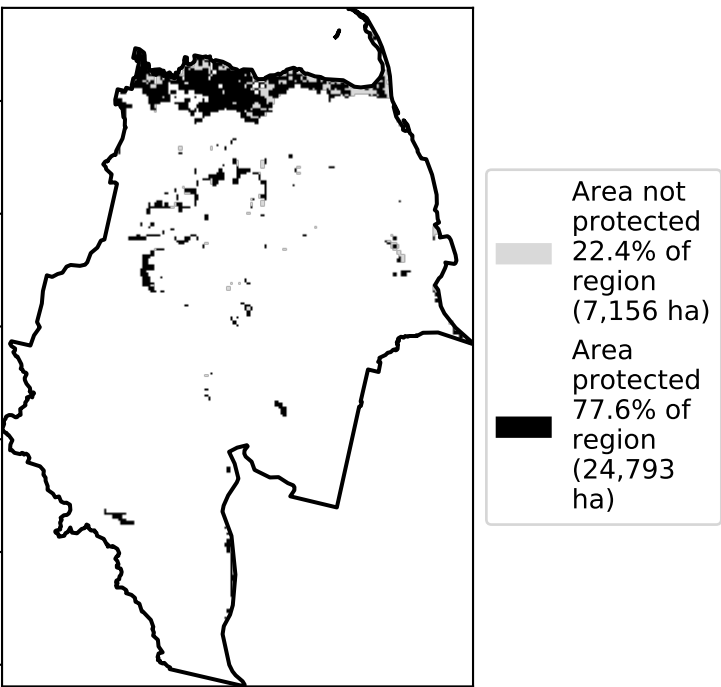 Area not
protected
22.4% of
region
(7,156 ha)
Area
protected
77.6% of
region
(24,793
ha)